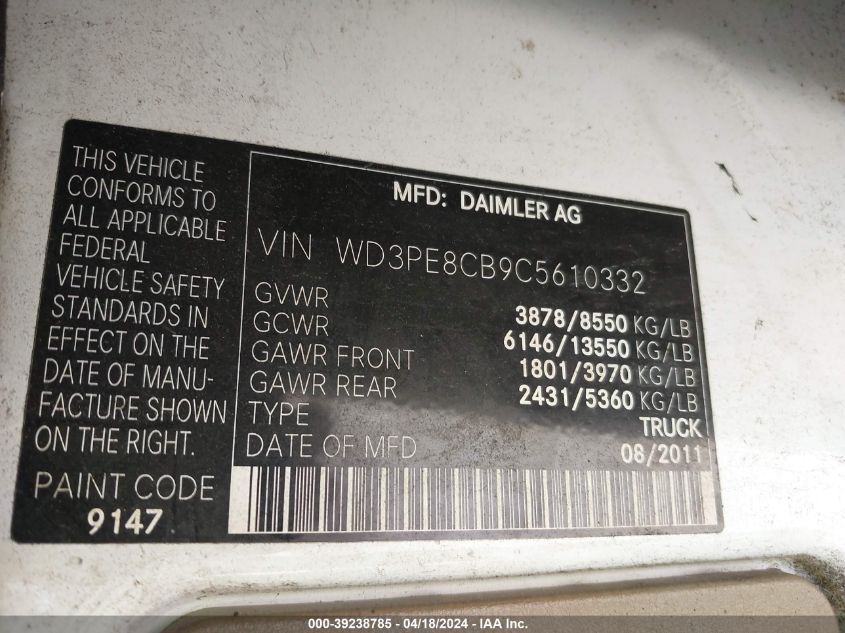 THIS VEHICLE
CONFORMS TO
ALL APPLICABLE
FEDERAL
VEHICLE SAFETY
STANDARDS IN
EFFECT ON THE
DATE OF MANU-
FACTURE SHOWN
ON THE RIGHT.
PAINT CODE
9147
MFD: DAIMLER AG
VIN WD3PE8CB9C5610332
GVWR 3878/8550 KG/LB
GCWR 6146/13550 KG/LB
GAWR FRONT 1801/3970 KG/LB
GAWR REAR 2431/5360 KG/LB
TYPE TRUCK
DATE OF MFD 08/2011
000-39238785 - 04/18/2024 - IAA Inc.